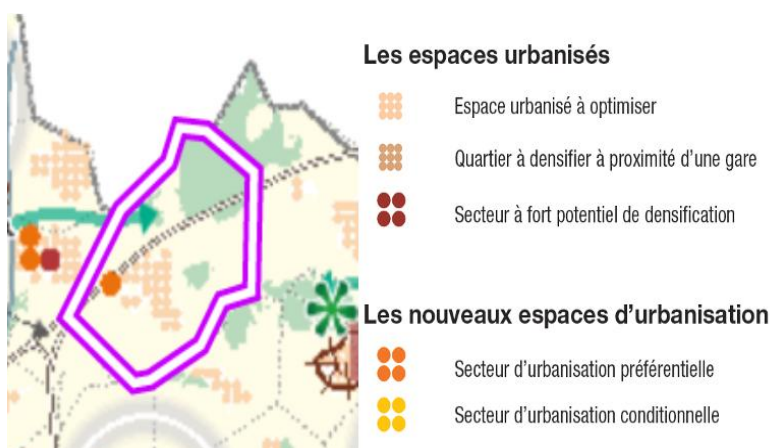 Les espaces urbanisés
Espace urbanisé à optimiser
Quartier à densifier à proximité d’une gare
Secteur à fort potentiel de densification
Les nouveaux espaces d’urbanisation
Secteur d’urbanisation préférentielle
Secteur d’urbanisation conditionnelle